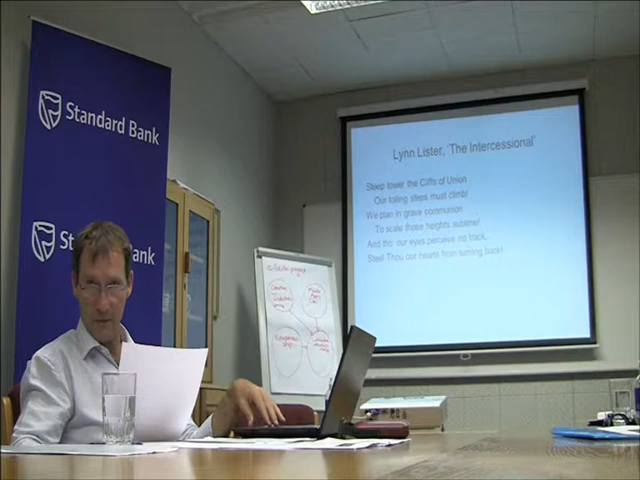 Standard Bank
Standard Bank
Lynn Lister, 'The Intercessional'
Steep tower the Cliffs of Union
Our toiling steps must climb!
We plan in grave communion
To scale those heights sublime!
And tho' our eyes perceive no track,
Steel Thou our hearts from turning back!